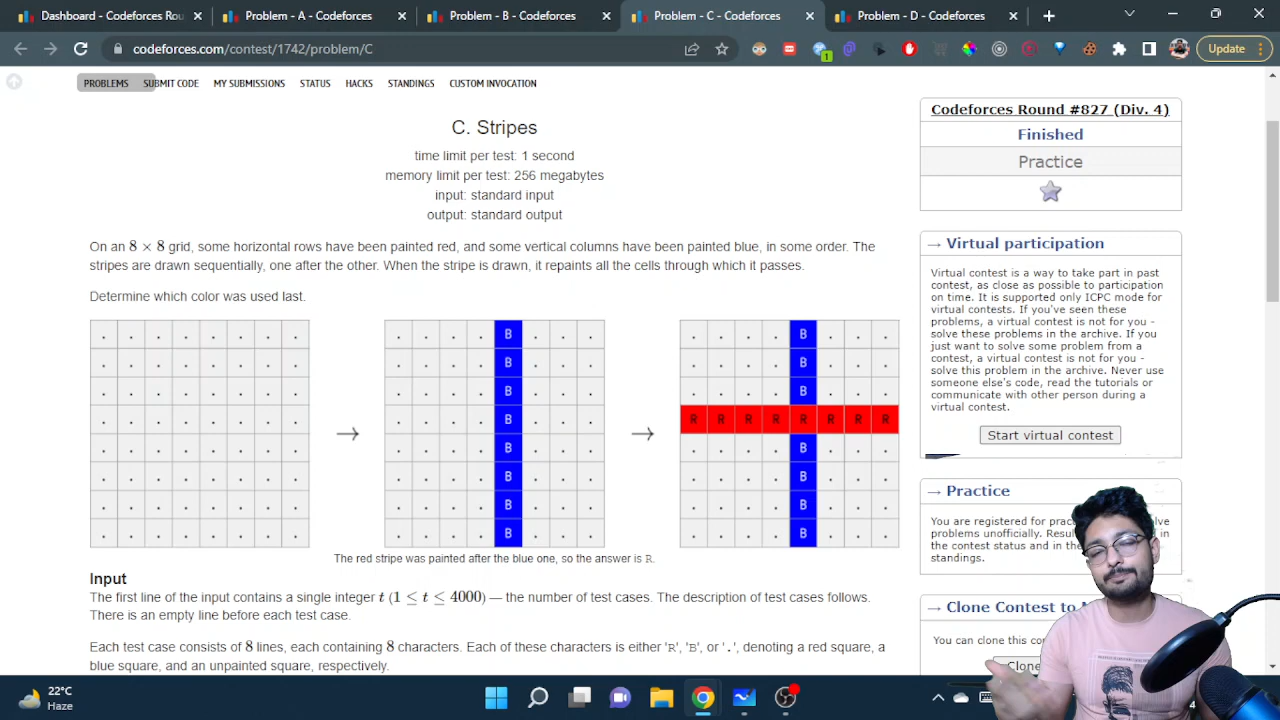 Dashboard - Codeforces Rou
Problem - A - Codeforces
Problem - B - Codeforces
Problem - C - Codeforces
Problem - D - Codeforces
codeforces.com/contest/1742/problem/C
1
Update
PROBLEMS SUBMIT CODE MY SUBMISSIONS STATUS HACKS STANDINGS CUSTOM INVOCATION
C. Stripes
time limit per test: 1 second
memory limit per test: 256 megabytes
input: standard input
output: standard output
On an 8 × 8 grid, some horizontal rows have been painted red, and some vertical columns have been painted blue, in some order. The
stripes are drawn sequentially, one after the other. When the stripe is drawn, it repaints all the cells through which it passes.
Determine which color was used last.
. . . . . . . . . . . . B . . . . . . . B . . .
. . . . . . . . . . . . B . . . . . . . B . . .
. . . . . . . . . . . . B . . . . . . . B . . .
. . . . . . . . . . . . B . . . R R R R R R R R
→ →
. . . . . . . . . . . . B . . . . . . . B . . .
. . . . . . . . . . . . B . . . . . . . B . . .
. . . . . . . . . . . . B . . . . . . . B . . .
. . . . . . . . . . . . B . . . . . . . B . . .
The red stripe was painted after the blue one, so the answer is R.
Input
The first line of the input contains a single integer t (1 ≤ t ≤ 4000) — the number of test cases. The description of test cases follows.
There is an empty line before each test case.
Each test case consists of 8 lines, each containing 8 characters. Each of these characters is either 'R', 'B', or '.', denoting a red square, a
blue square, and an unpainted square, respectively.
Codeforces Round #827 (Div. 4)
Finished
Practice
→ Virtual participation
Virtual contest is a way to take part in past
contest, as close as possible to participation
on time. It is supported only ICPC mode for
virtual contests. If you've seen these
problems, a virtual contest is not for you -
solve these problems in the archive. If you
just want to solve some problem from a
contest, a virtual contest is not for you -
solve this problem in the archive. Never use
someone else's code, read the tutorials or
communicate with other person during a
virtual contest.
Start virtual contest
→ Practice
You are registered for prac lve
problems unofficially. Resul
in the contest status and in the
standings.
→ Clone Contest to M
You can clone this con
Clone
22°C
Haze
4